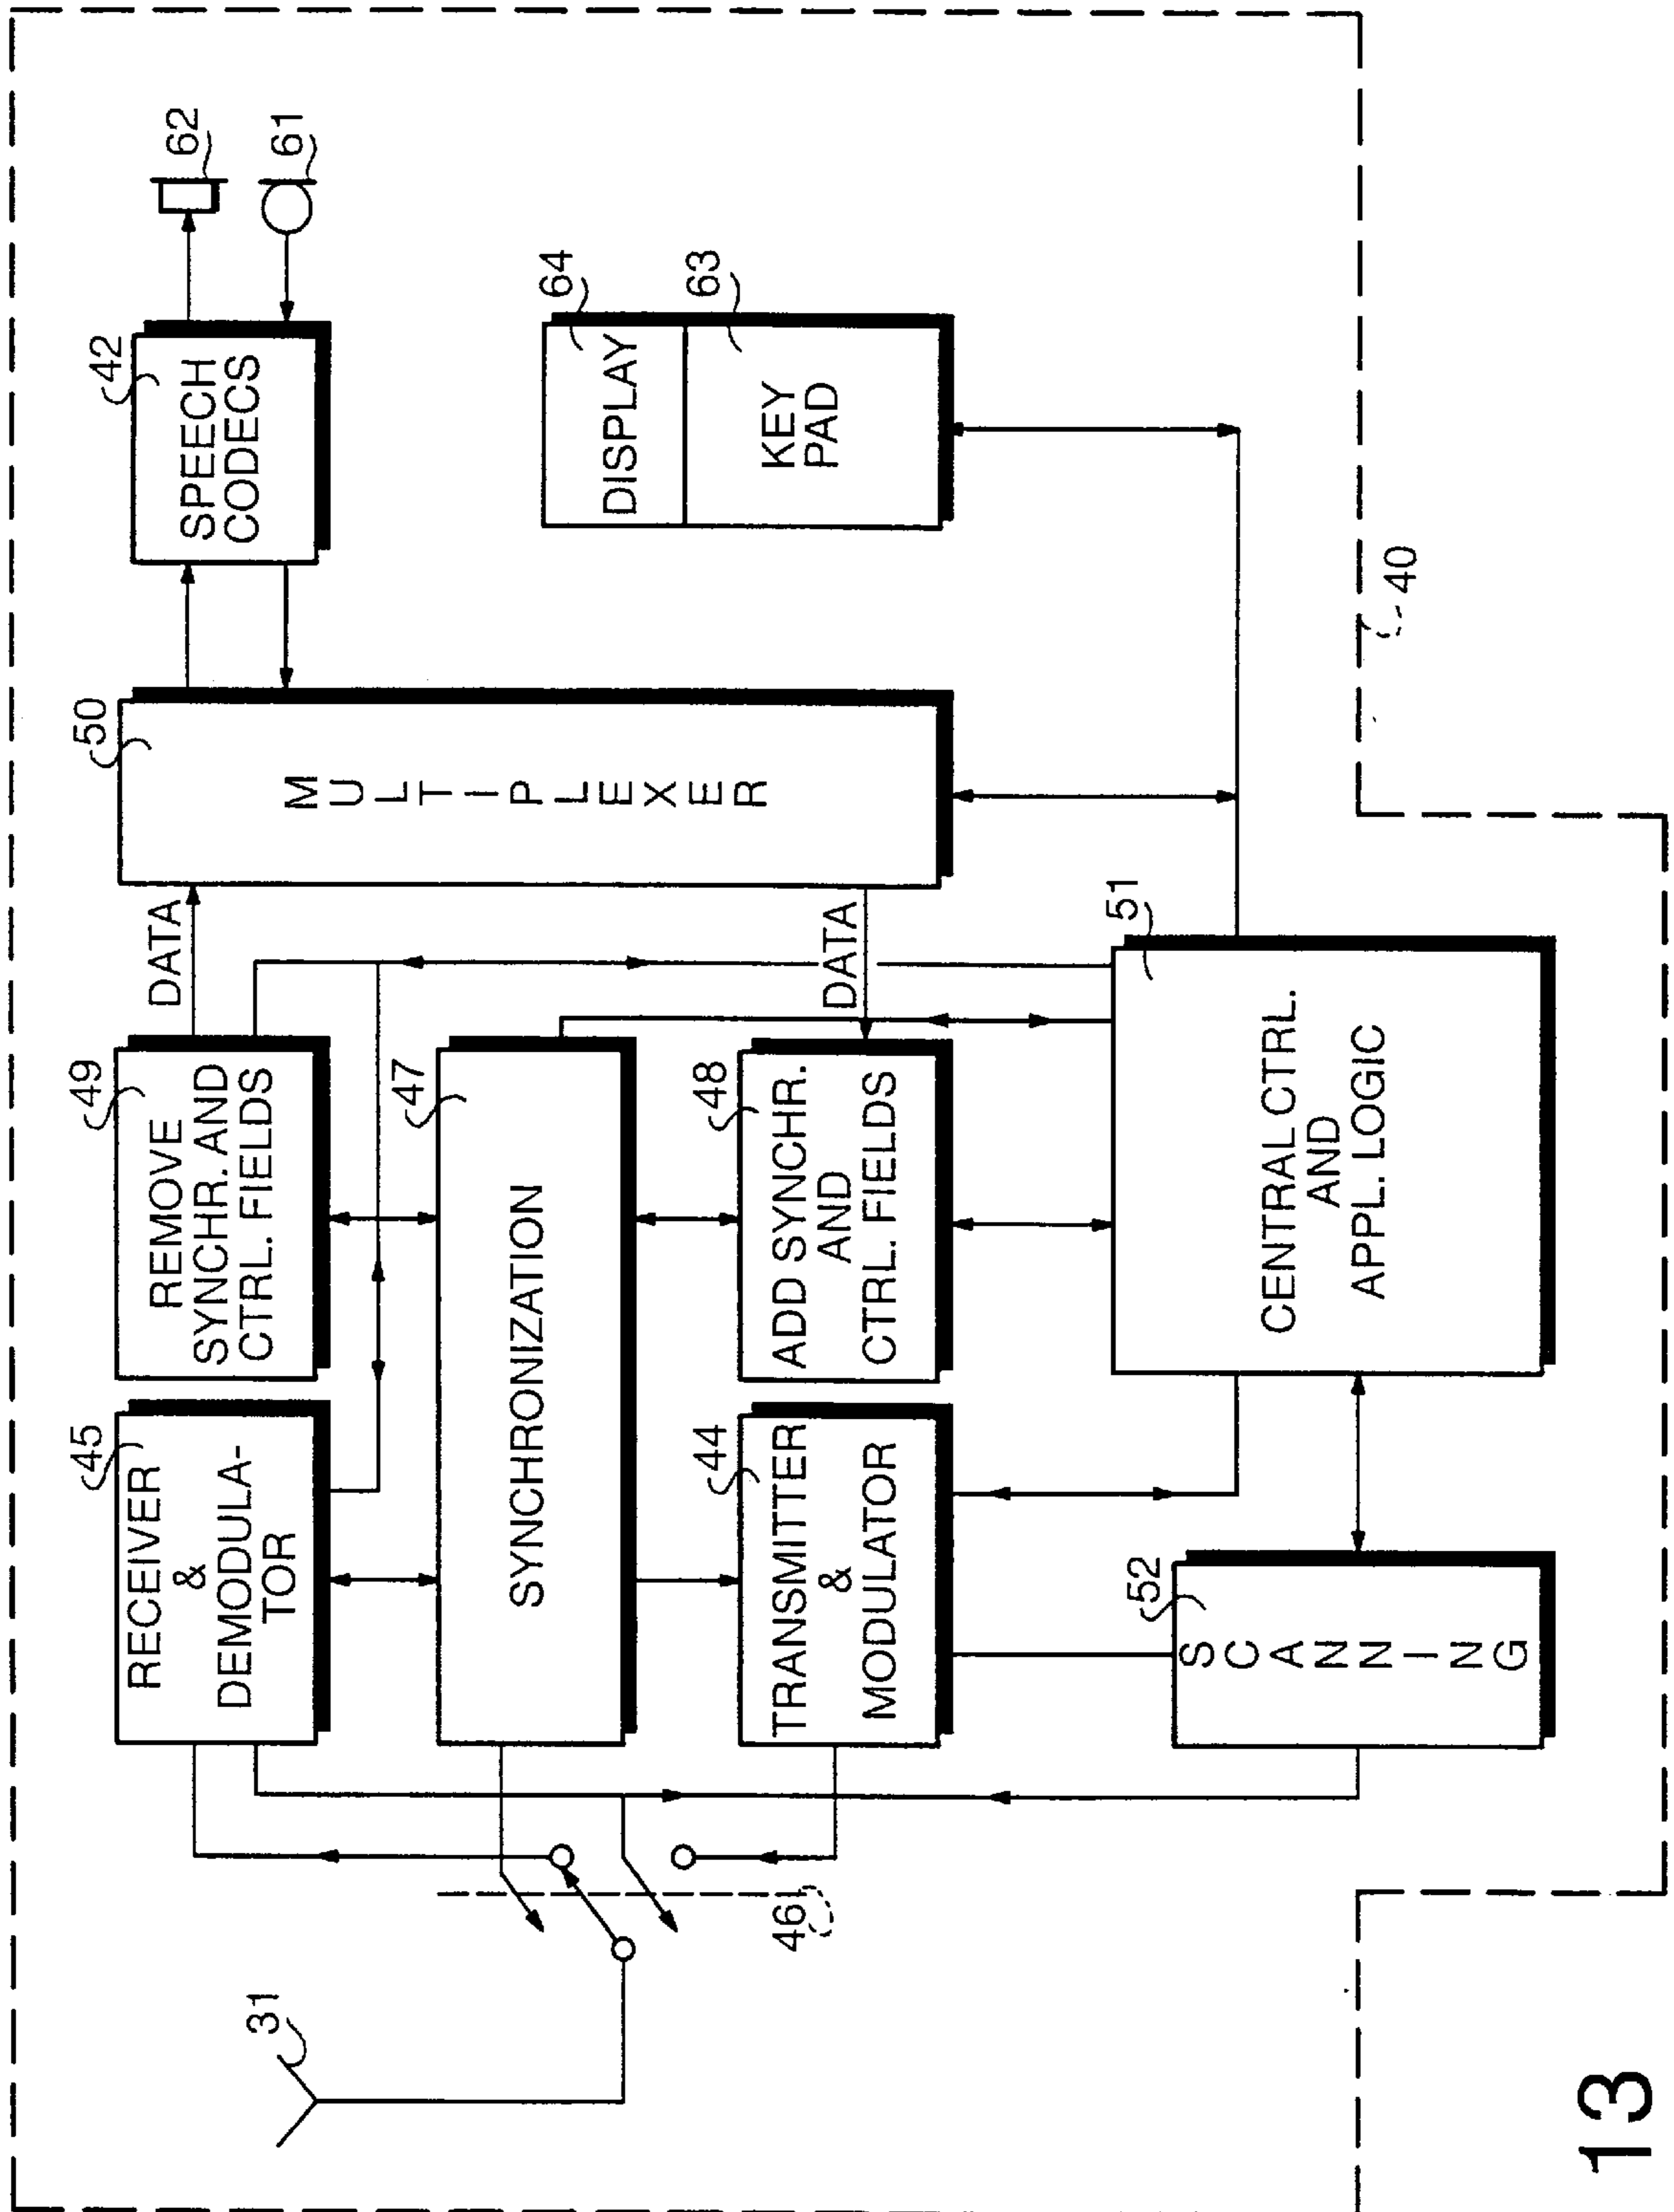 31
46
45
RECEIVER
&
DEMODULA-
TOR
49
REMOVE
SYNCHR. AND
CTRL. FIELDS
DATA
50
MULTIPLEXER
42
SPEECH
CODECS
62
61
47
SYNCHRONIZATION
44
TRANSMITTER
&
MODULATOR
48
ADD SYNCHR.
AND
CTRL. FIELDS
DATA
64
DISPLAY
63
KEY
PAD
52
SCANNING
51
CENTRAL CTRL.
AND
APPL. LOGIC
40
13